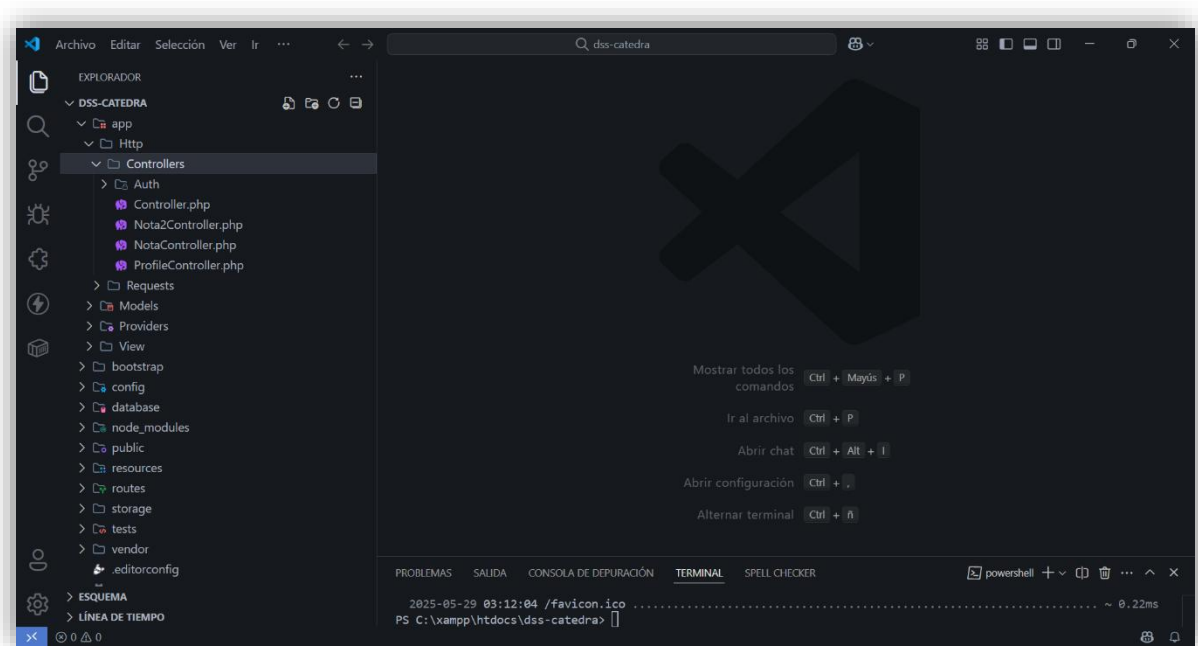 Archivo Editar Selección Ver Ir ··· ← → dss-catedra
EXPLORADOR ···
DSS-CATEDRA
app
Http
Controllers
Auth
Controller.php
Nota2Controller.php
NotaController.php
ProfileController.php
Requests
Models
Providers
View
bootstrap
config
database
node_modules
public
resources
routes
storage
tests
vendor
.editorconfig
ESQUEMA
LÍNEA DE TIEMPO
Mostrar todos los comandos Ctrl + Mayús + P
Ir al archivo Ctrl + P
Abrir chat Ctrl + Alt + I
Abrir configuración Ctrl + ,
Alternar terminal Ctrl + ñ
PROBLEMAS SALIDA CONSOLA DE DEPURACIÓN TERMINAL SPELL CHECKER powershell
2025-05-29 03:12:04 /favicon.ico ........................................................................ ~ 0.22ms
PS C:\xampp\htdocs\dss-catedra>
0 0